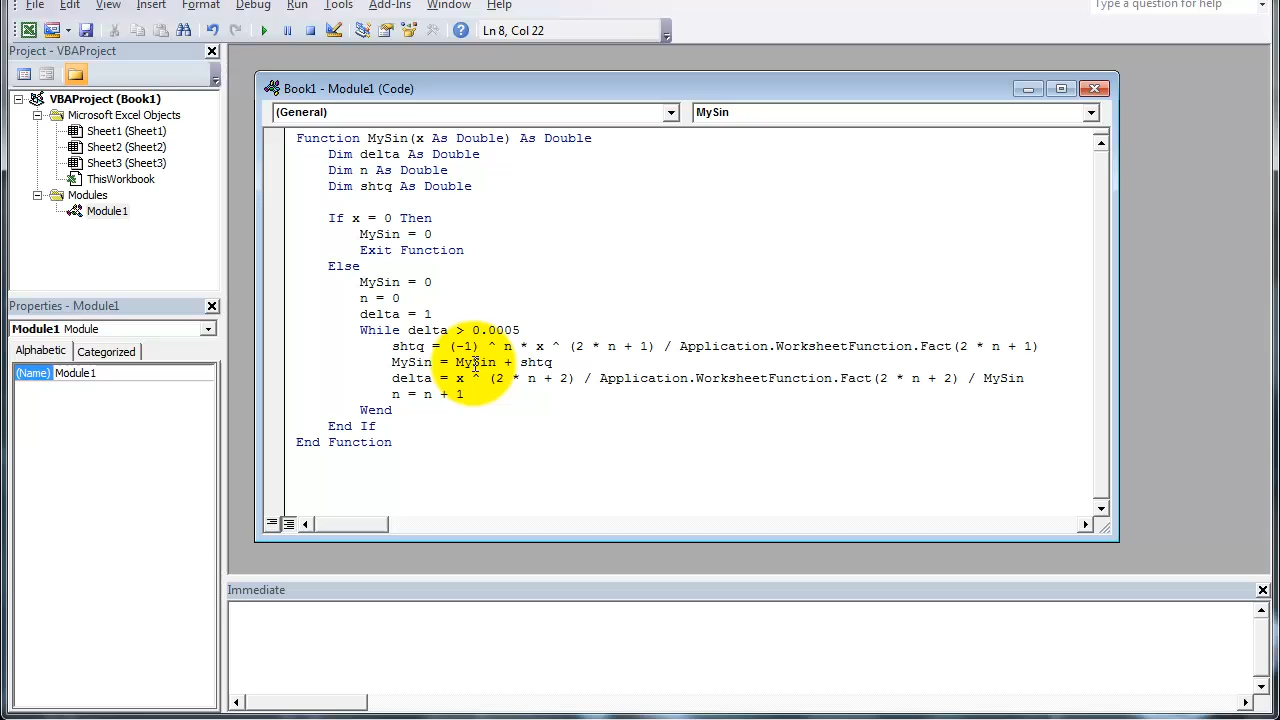 File Edit View Insert Format Debug Run Tools Add-Ins Window Help Type a question for help
Ln 8, Col 22
Project - VBAProject
VBAProject (Book1)
Microsoft Excel Objects
Sheet1 (Sheet1)
Sheet2 (Sheet2)
Sheet3 (Sheet3)
ThisWorkbook
Modules
Module1
Properties - Module1
Module1 Module
Alphabetic Categorized
(Name) Module1
Book1 - Module1 (Code)
(General) MySin
Function MySin(x As Double) As Double
Dim delta As Double
Dim n As Double
Dim shtq As Double
If x = 0 Then
MySin = 0
Exit Function
Else
MySin = 0
n = 0
delta = 1
While delta > 0.0005
shtq = (-1) ^ n * x ^ (2 * n + 1) / Application.WorksheetFunction.Fact(2 * n + 1)
MySin = MySin + shtq
delta = x ^ (2 * n + 2) / Application.WorksheetFunction.Fact(2 * n + 2) / MySin
n = n + 1
Wend
End If
End Function
Immediate